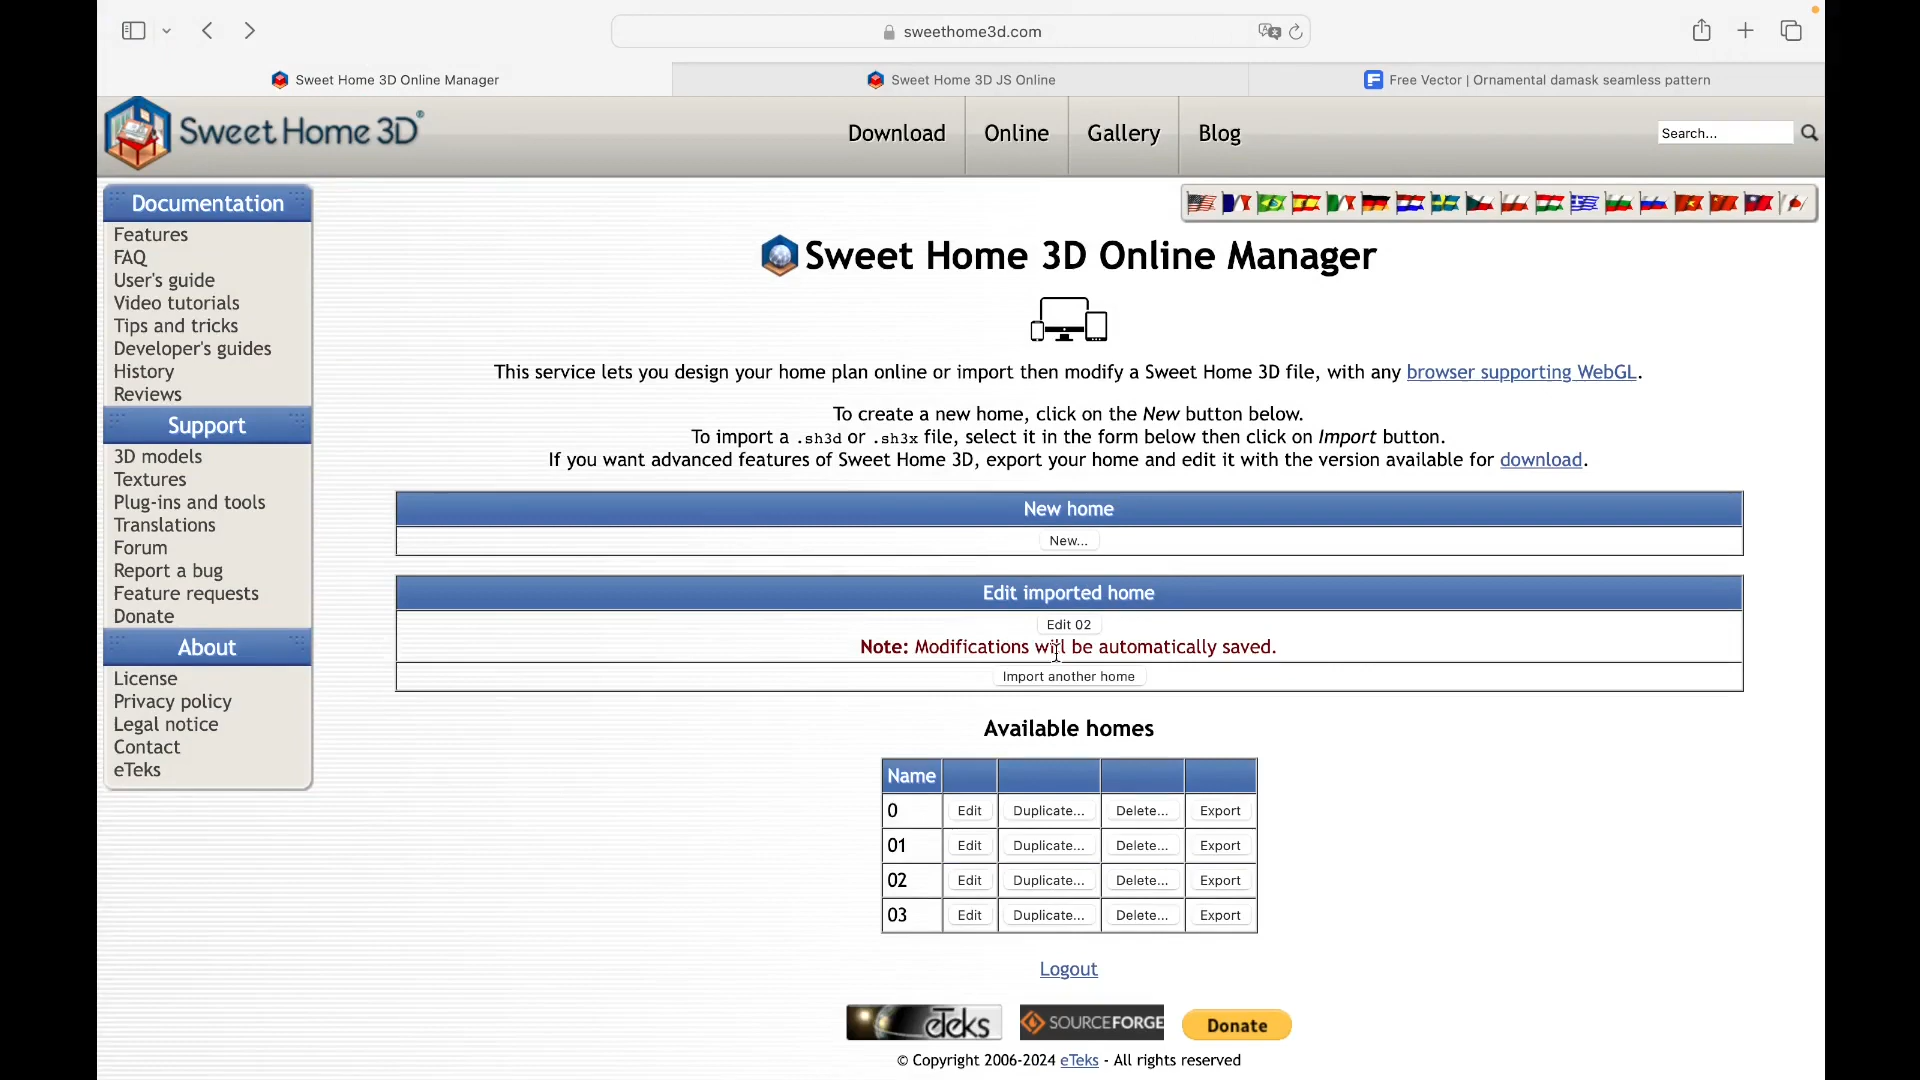 sweethome3d.com
Sweet Home 3D Online Manager
Sweet Home 3D JS Online
Free Vector | Ornamental damask seamless pattern
Sweet Home 3D®
Download
Online
Gallery
Blog
Search...
Documentation
Features
FAQ
User's guide
Video tutorials
Tips and tricks
Developer's guides
History
Reviews
Support
3D models
Textures
Plug-ins and tools
Translations
Forum
Report a bug
Feature requests
Donate
About
License
Privacy policy
Legal notice
Contact
eTeks
Sweet Home 3D Online Manager
This service lets you design your home plan online or import then modify a Sweet Home 3D file, with any browser supporting WebGL.
To create a new home, click on the New button below.
To import a .sh3d or .sh3x file, select it in the form below then click on Import button.
If you want advanced features of Sweet Home 3D, export your home and edit it with the version available for download.
New home
New...
Edit imported home
Edit 02
Note: Modifications will be automatically saved.
Import another home
Available homes
Name
0 Edit Duplicate... Delete... Export
01 Edit Duplicate... Delete... Export
02 Edit Duplicate... Delete... Export
03 Edit Duplicate... Delete... Export
Logout
eTeks SOURCEFORGE Donate
© Copyright 2006-2024 eTeks - All rights reserved